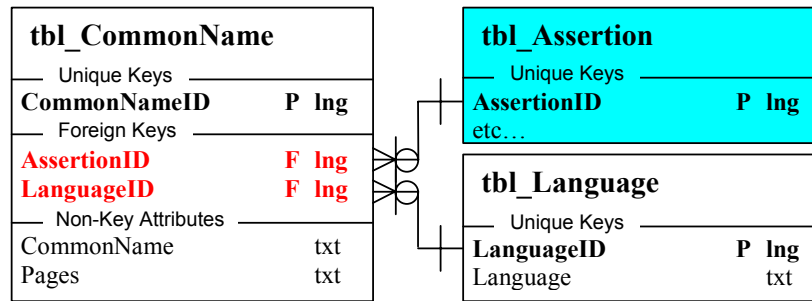 tbl_CommonName
Unique Keys
CommonNameID P lng
Foreign Keys
AssertionID F lng
LanguageID F lng
Non-Key Attributes
CommonName txt
Pages txt
tbl_Assertion
Unique Keys
AssertionID P lng
etc…
tbl_Language
Unique Keys
LanguageID P lng
Language txt